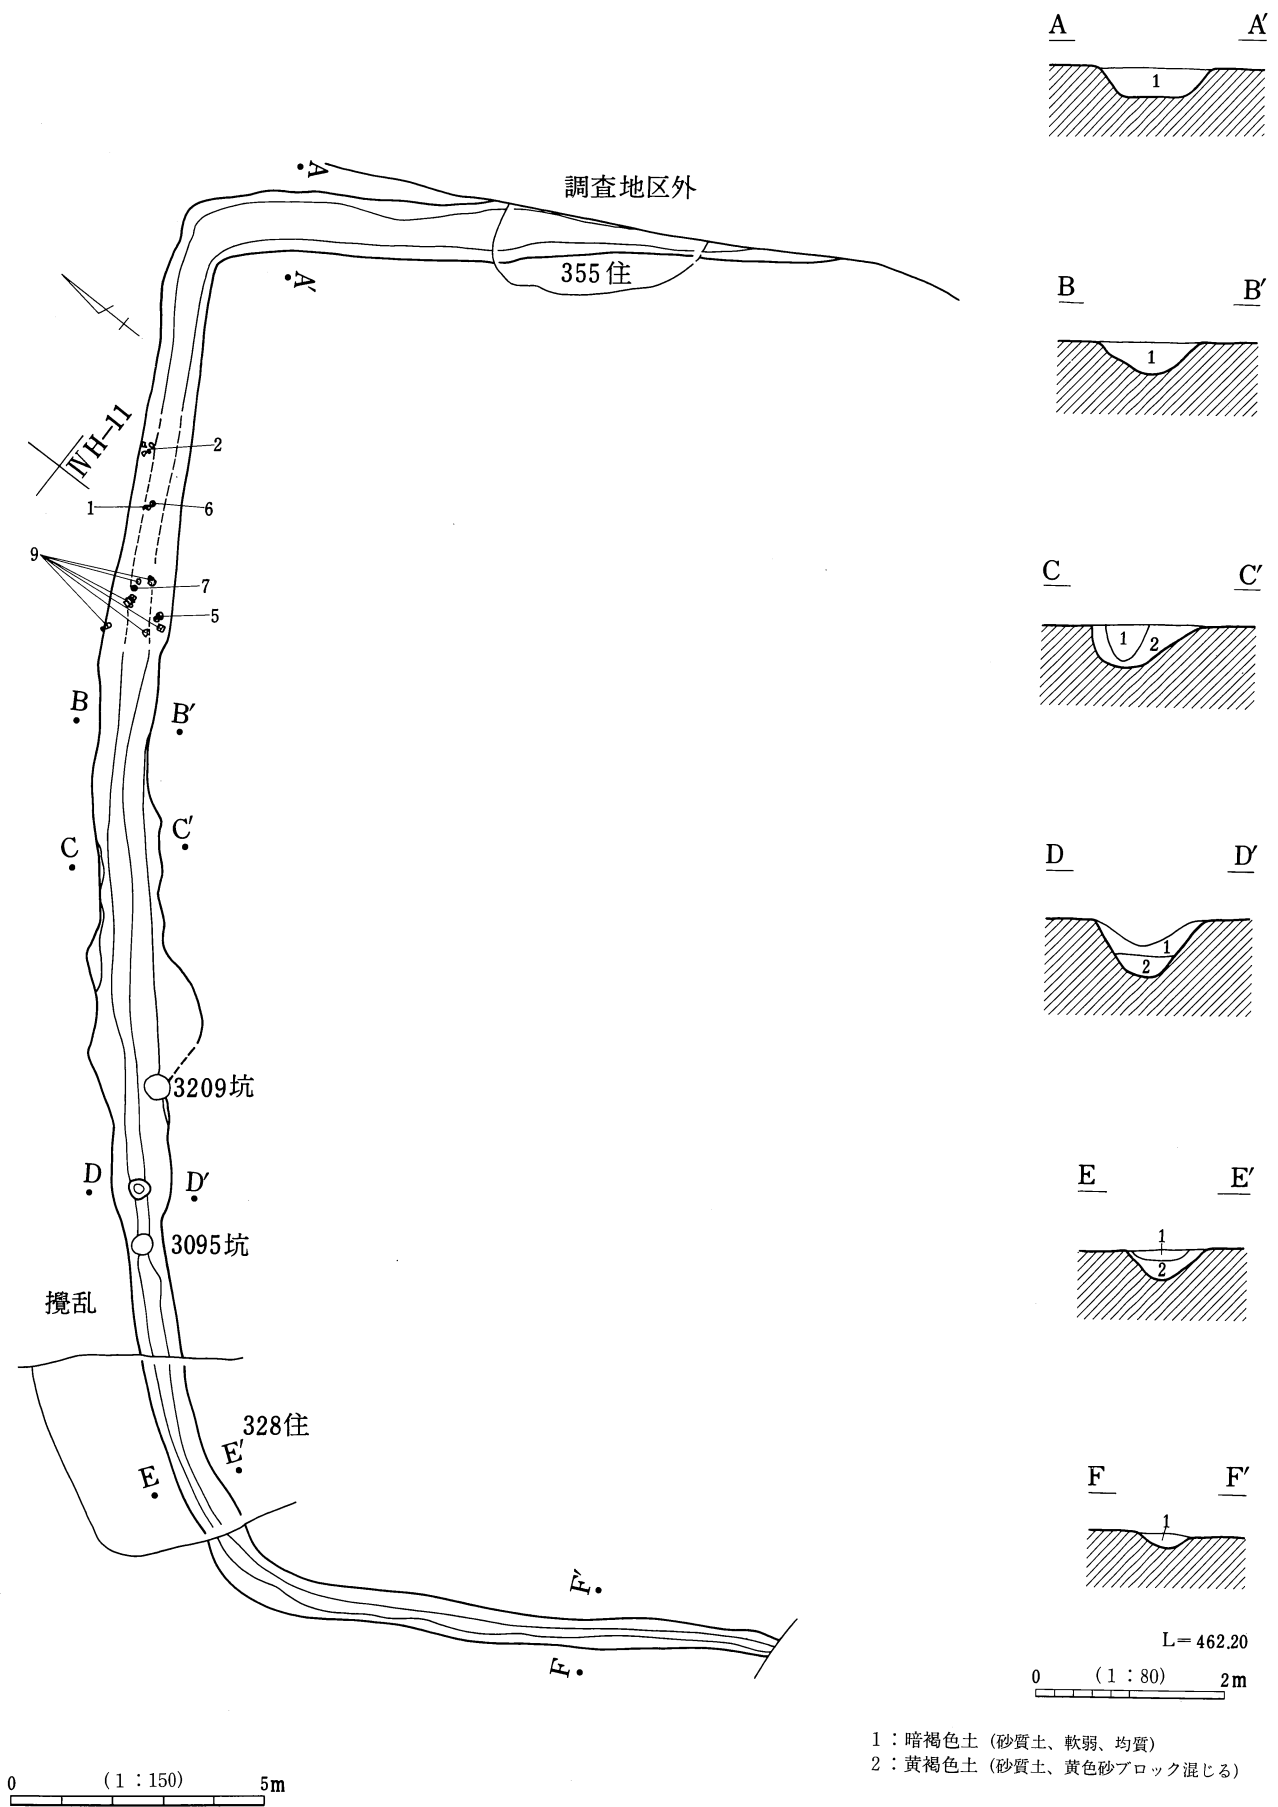 A A′
1
A
調査地区外
A′
355住
B B′
1
ⅣH-11
2
1 6
9
7
5
C C′
1 2
B B′
C C′
D D′
1
2
3209坑
D D′
3095坑
E E′
1
2
攪乱
328住
E E′
F F′
1
F′
F
L=462.20
0 (1:80) 2m
1:暗褐色土(砂質土、軟弱、均質)
2:黄褐色土(砂質土、黄色砂ブロック混じる)
0 (1:150) 5m